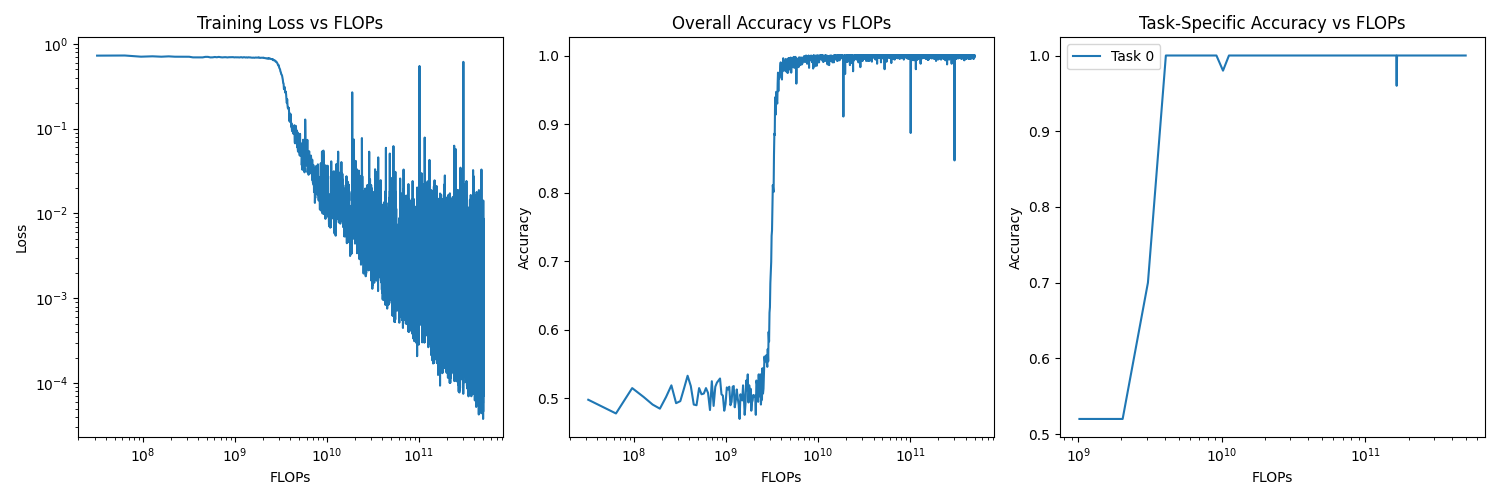 Training Loss vs FLOPs
10⁰
10⁻¹
10⁻²
10⁻³
10⁻⁴
Loss
10⁸ 10⁹ 10¹⁰ 10¹¹
FLOPs
Overall Accuracy vs FLOPs
1.0
0.9
0.8
0.7
0.6
0.5
Accuracy
10⁸ 10⁹ 10¹⁰ 10¹¹
FLOPs
Task-Specific Accuracy vs FLOPs
Task 0
1.0
0.9
0.8
0.7
0.6
0.5
Accuracy
10⁹ 10¹⁰ 10¹¹
FLOPs